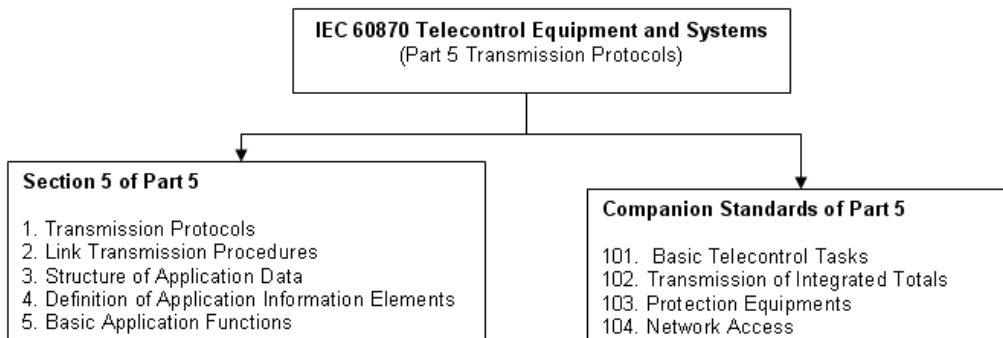 IEC 60870 Telecontrol Equipment and Systems
(Part 5 Transmission Protocols)
Section 5 of Part 5
1. Transmission Protocols
2. Link Transmission Procedures
3. Structure of Application Data
4. Definition of Application Information Elements
5. Basic Application Functions
Companion Standards of Part 5
101. Basic Telecontrol Tasks
102. Transmission of Integrated Totals
103. Protection Equipments
104. Network Access